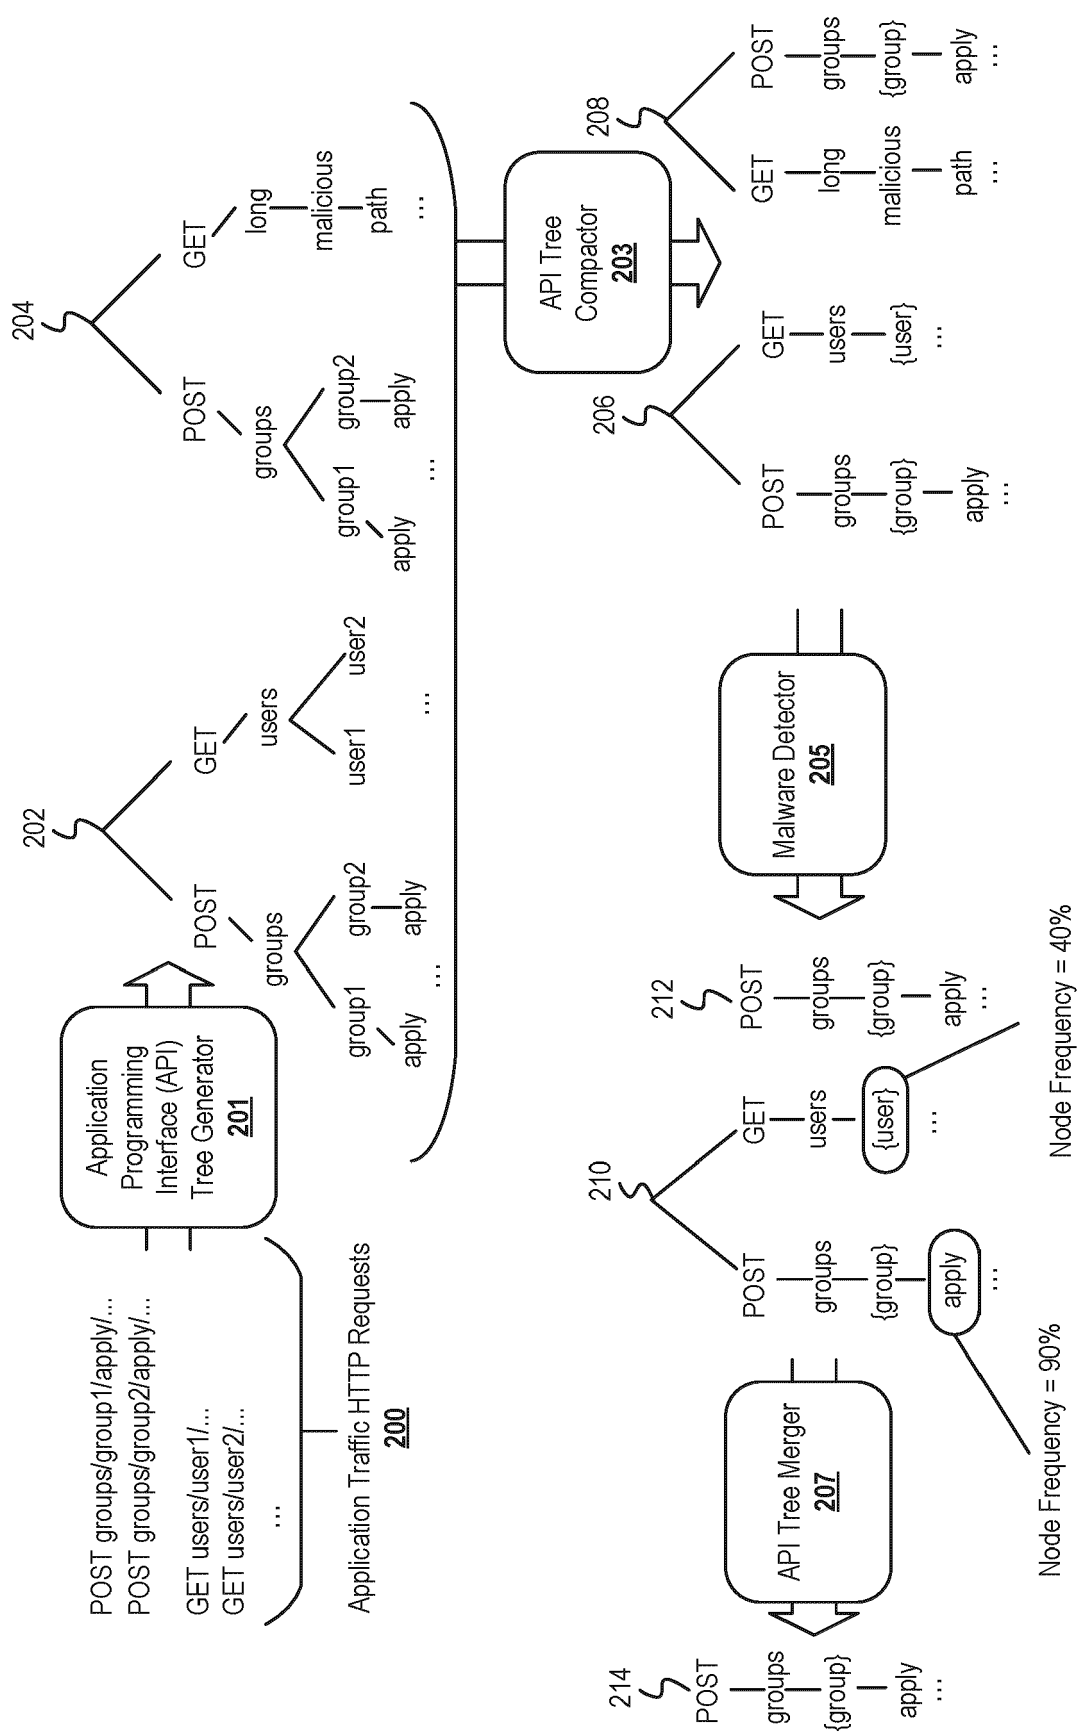 POST groups/group1/apply/...
POST groups/group2/apply/...
GET users/user1/...
GET users/user2/...
...
Application Traffic HTTP Requests
200
Application
Programming
Interface (API)
Tree Generator
201
202
POST
GET
groups
users
group1
group2
user1
user2
apply
apply
...
...
204
POST
GET
groups
long
group1
group2
malicious
apply
apply
path
...
...
API Tree
Compactor
203
206
POST
GET
groups
users
{group}
{user}
apply
...
...
208
GET
POST
long
groups
malicious
{group}
path
apply
...
...
Malware Detector
205
210
POST
GET
groups
users
{group}
{user}
apply
...
...
212
POST
groups
{group}
apply
...
Node Frequency = 90%
Node Frequency = 40%
API Tree Merger
207
214
POST
groups
{group}
apply
...